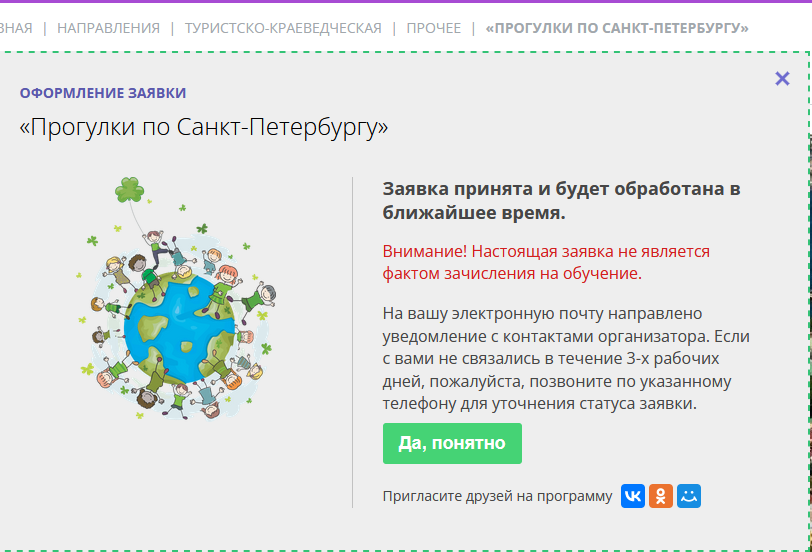 НАПРАВЛЕНИЯ | ТУРИСТСКО-КРАЕВЕДЧЕСКАЯ | ПРОЧЕЕ | «ПРОГУЛКИ ПО САНКТ-ПЕТЕРБУРГУ»
ОФОРМЛЕНИЕ ЗАЯВКИ
«Прогулки по Санкт-Петербургу»
Заявка принята и будет обработана в
ближайшее время.
Внимание! Настоящая заявка не является
фактом зачисления на обучение.
На вашу электронную почту направлено
уведомление с контактами организатора. Если
с вами не связались в течение 3-х рабочих
дней, пожалуйста, позвоните по указанному
телефону для уточнения статуса заявки.
Да, понятно
Пригласите друзей на программу